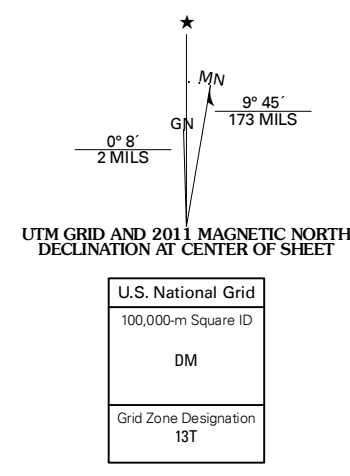 ★
MN
9° 45´
173 MILS
GN
0° 8´
2 MILS
UTM GRID AND 2011 MAGNETIC NORTH
DECLINATION AT CENTER OF SHEET
U.S. National Grid
100,000-m Square ID
DM
Grid Zone Designation
13T